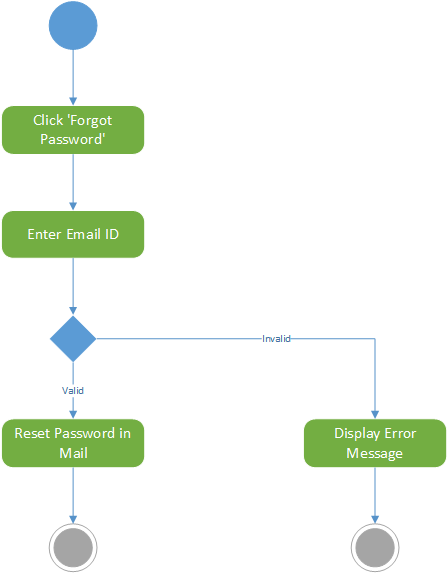 Click 'Forgot
Password'
Enter Email ID
Invalid
Valid
Reset Password in
Mail
Display Error
Message